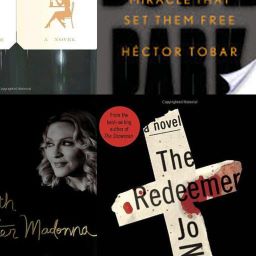 A NOVEL
MIRACLE THAT
SET THEM FREE
HÉCTOR TOBAR
DARK
From the
best-selling
author of
The Snowman
a novel
The
Redeemer
JO N
Madonna